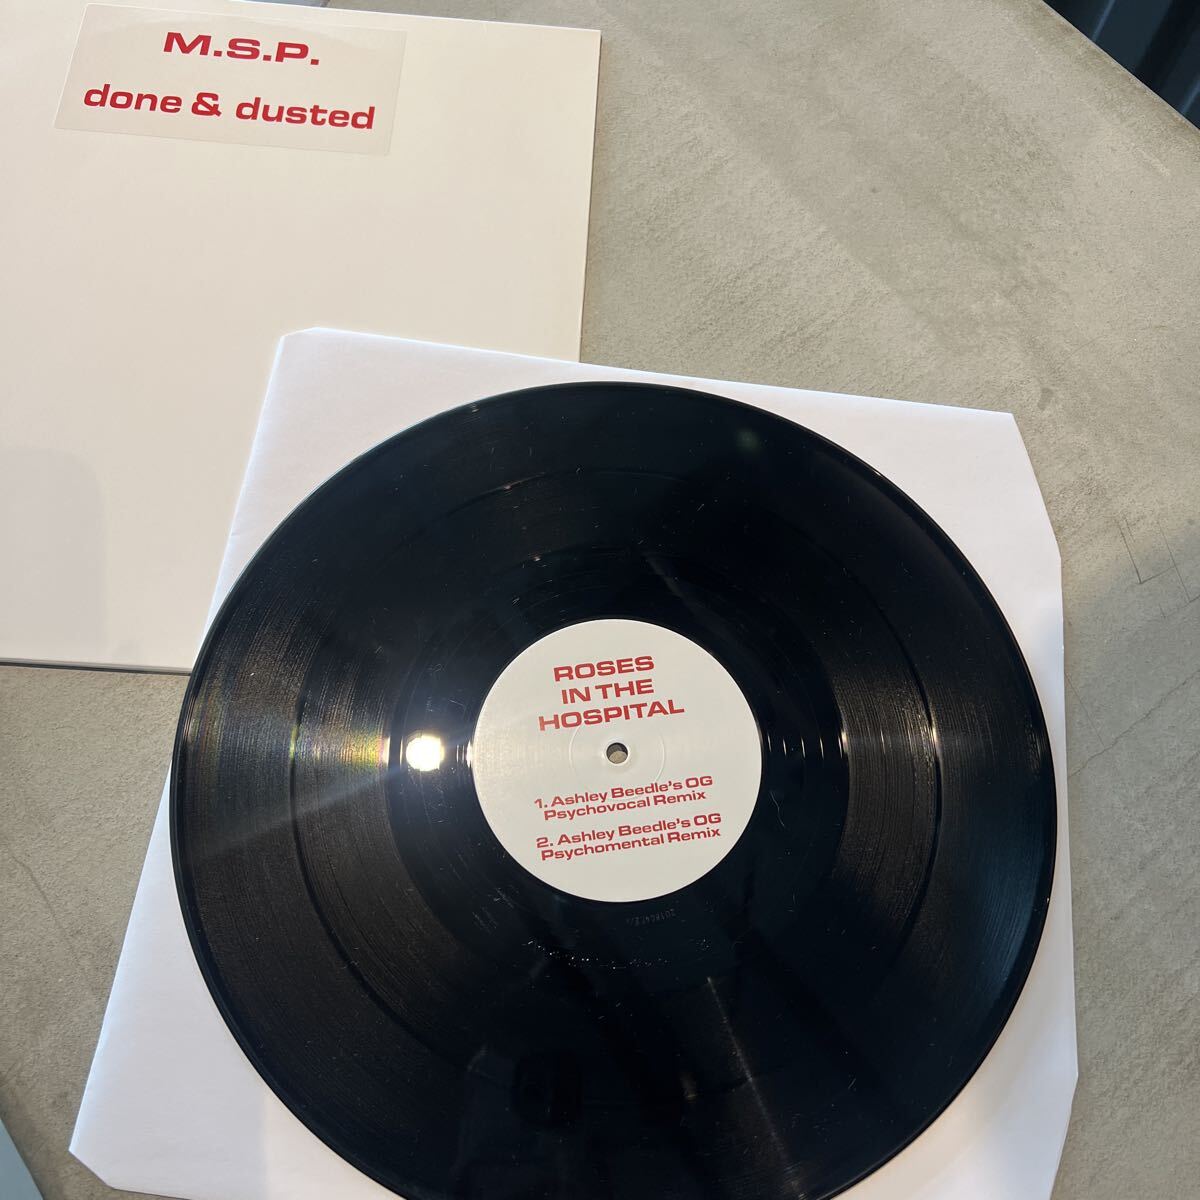 M.S.P.
done & dusted
ROSES
IN THE
HOSPITAL
1. Ashley Beedle's OG
Psychovocal Remix
2. Ashley Beedle's OG
Psychomental Remix